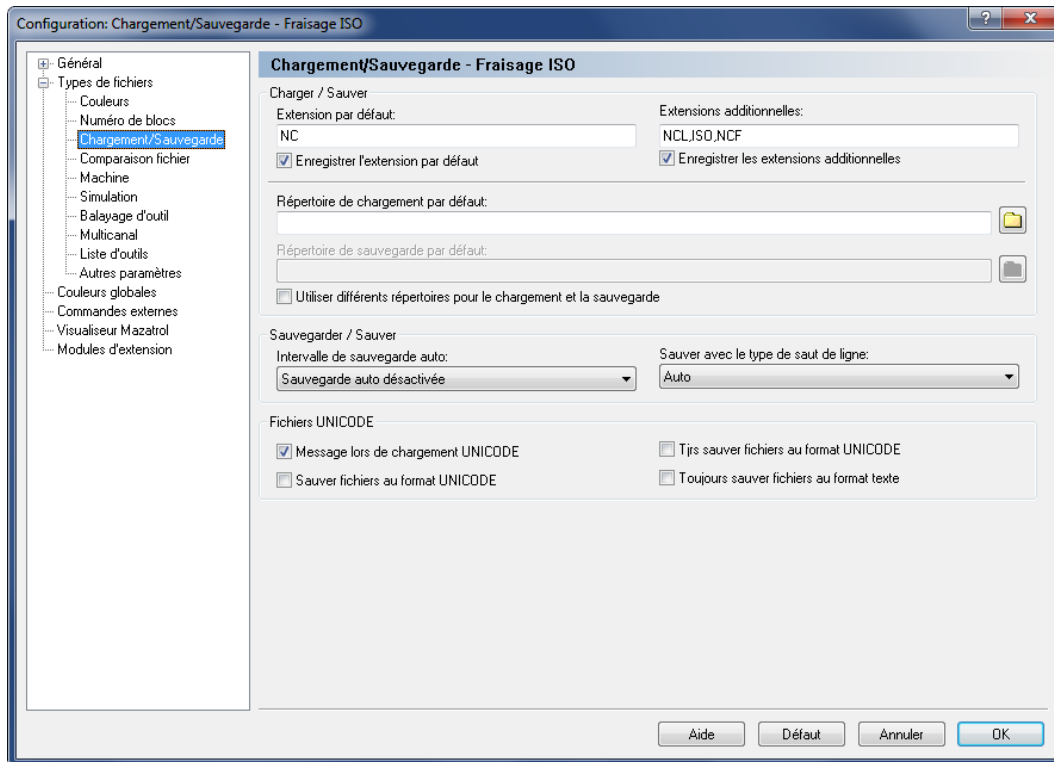 Configuration: Chargement/Sauvegarde - Fraisage ISO
Général
Types de fichiers
Couleurs
Numéro de blocs
Chargement/Sauvegarde
Comparaison fichier
Machine
Simulation
Balayage d'outil
Multicanal
Liste d'outils
Autres paramètres
Couleurs globales
Commandes externes
Visualiseur Mazatrol
Modules d'extension
Chargement/Sauvegarde - Fraisage ISO
Charger / Sauver
Extension par défaut:
Extensions additionnelles:
NC
NCL,ISO,NCF
Enregistrer l'extension par défaut
Enregistrer les extensions additionnelles
Répertoire de chargement par défaut:
Répertoire de sauvegarde par défaut:
Utiliser différents répertoires pour le chargement et la sauvegarde
Sauvegarder / Sauver
Intervalle de sauvegarde auto:
Sauver avec le type de saut de ligne:
Sauvegarde auto désactivée
Auto
Fichiers UNICODE
Message lors de chargement UNICODE
Tjrs sauver fichiers au format UNICODE
Sauver fichiers au format UNICODE
Toujours sauver fichiers au format texte
Aide
Défaut
Annuler
OK